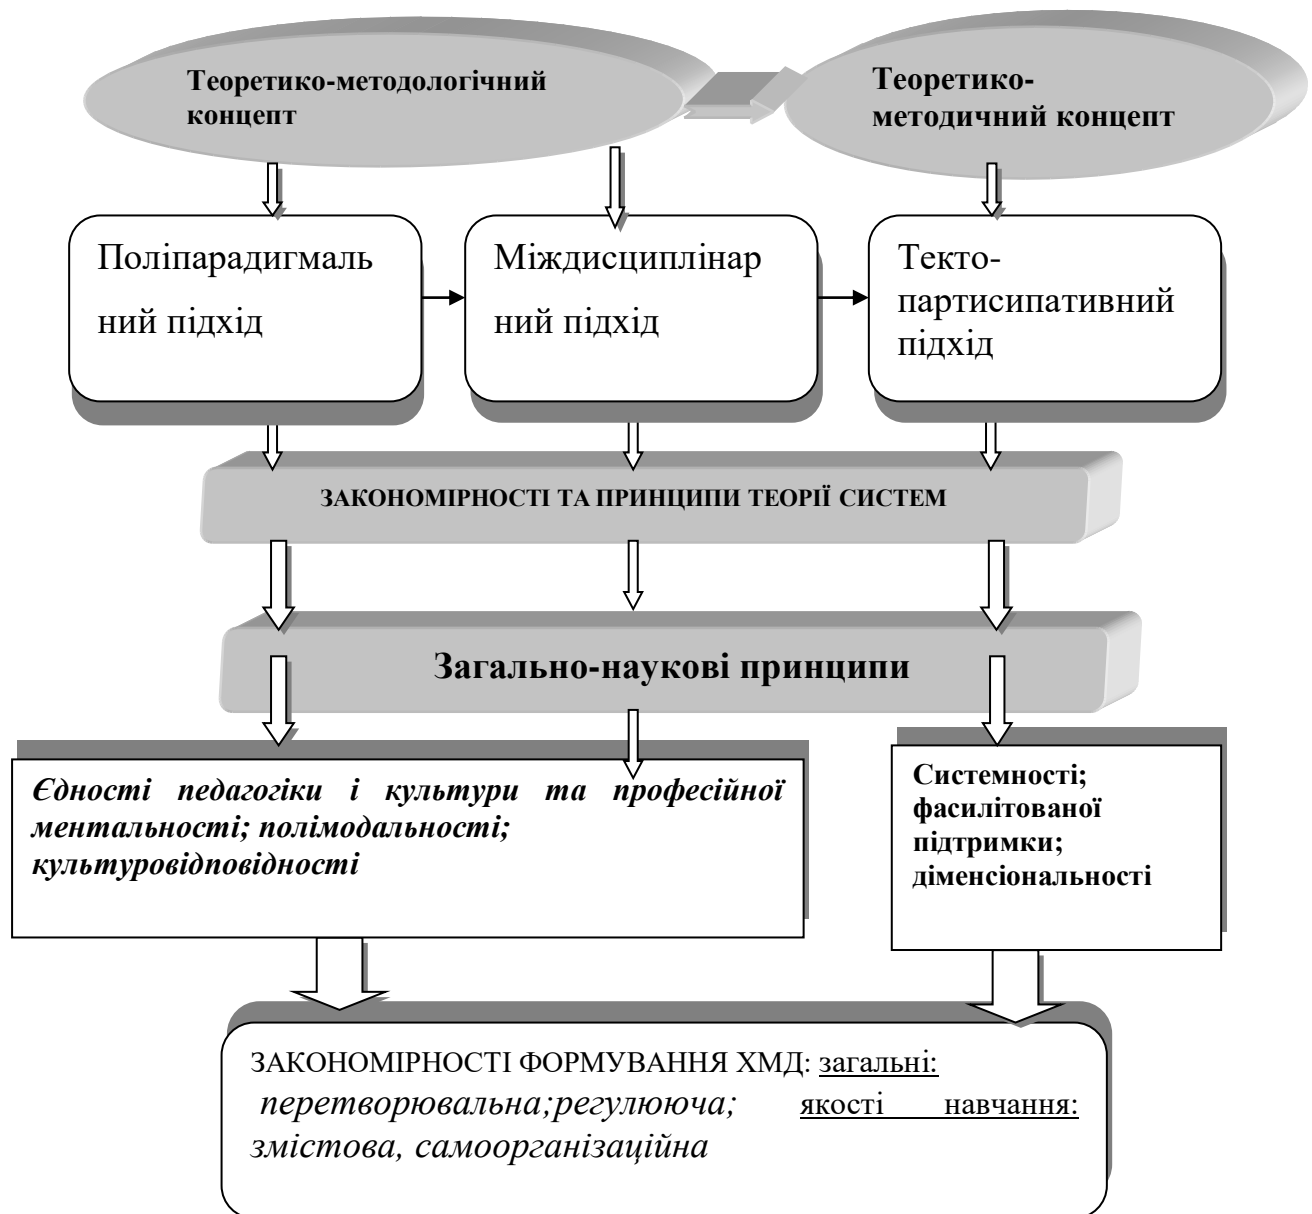 Теоретико-методологічний
концепт
Теоретико-
методичний концепт
Поліпарадигмаль
ний підхід
Міждисциплінар
ний підхід
Текто-
партисипативний
підхід
ЗАКОНОМІРНОСТІ ТА ПРИНЦИПИ ТЕОРІЇ СИСТЕМ
Загально-наукові принципи
Єдності педагогіки і культури та професійної
ментальності; полімодальності;
культуровідповідності
Системності;
фасилітованої
підтримки;
діменсіональності
ЗАКОНОМІРНОСТІ ФОРМУВАННЯ ХМД: загальні:
перетворювальна;регулююча; якості навчання:
змістова, самоорганізаційна